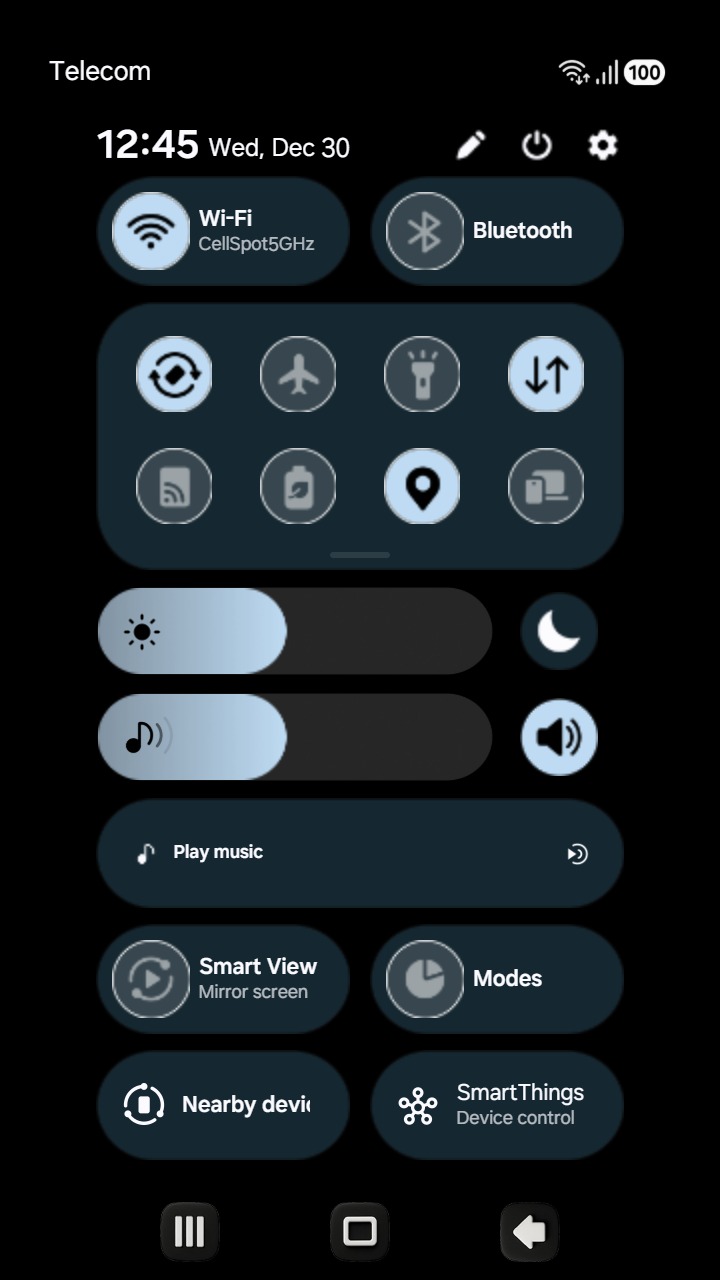 Telecom
100
12:45 Wed, Dec 30
Wi-Fi
CellSpot5GHz
Bluetooth
Play music
Smart View
Mirror screen
Modes
Nearby devi
SmartThings
Device control